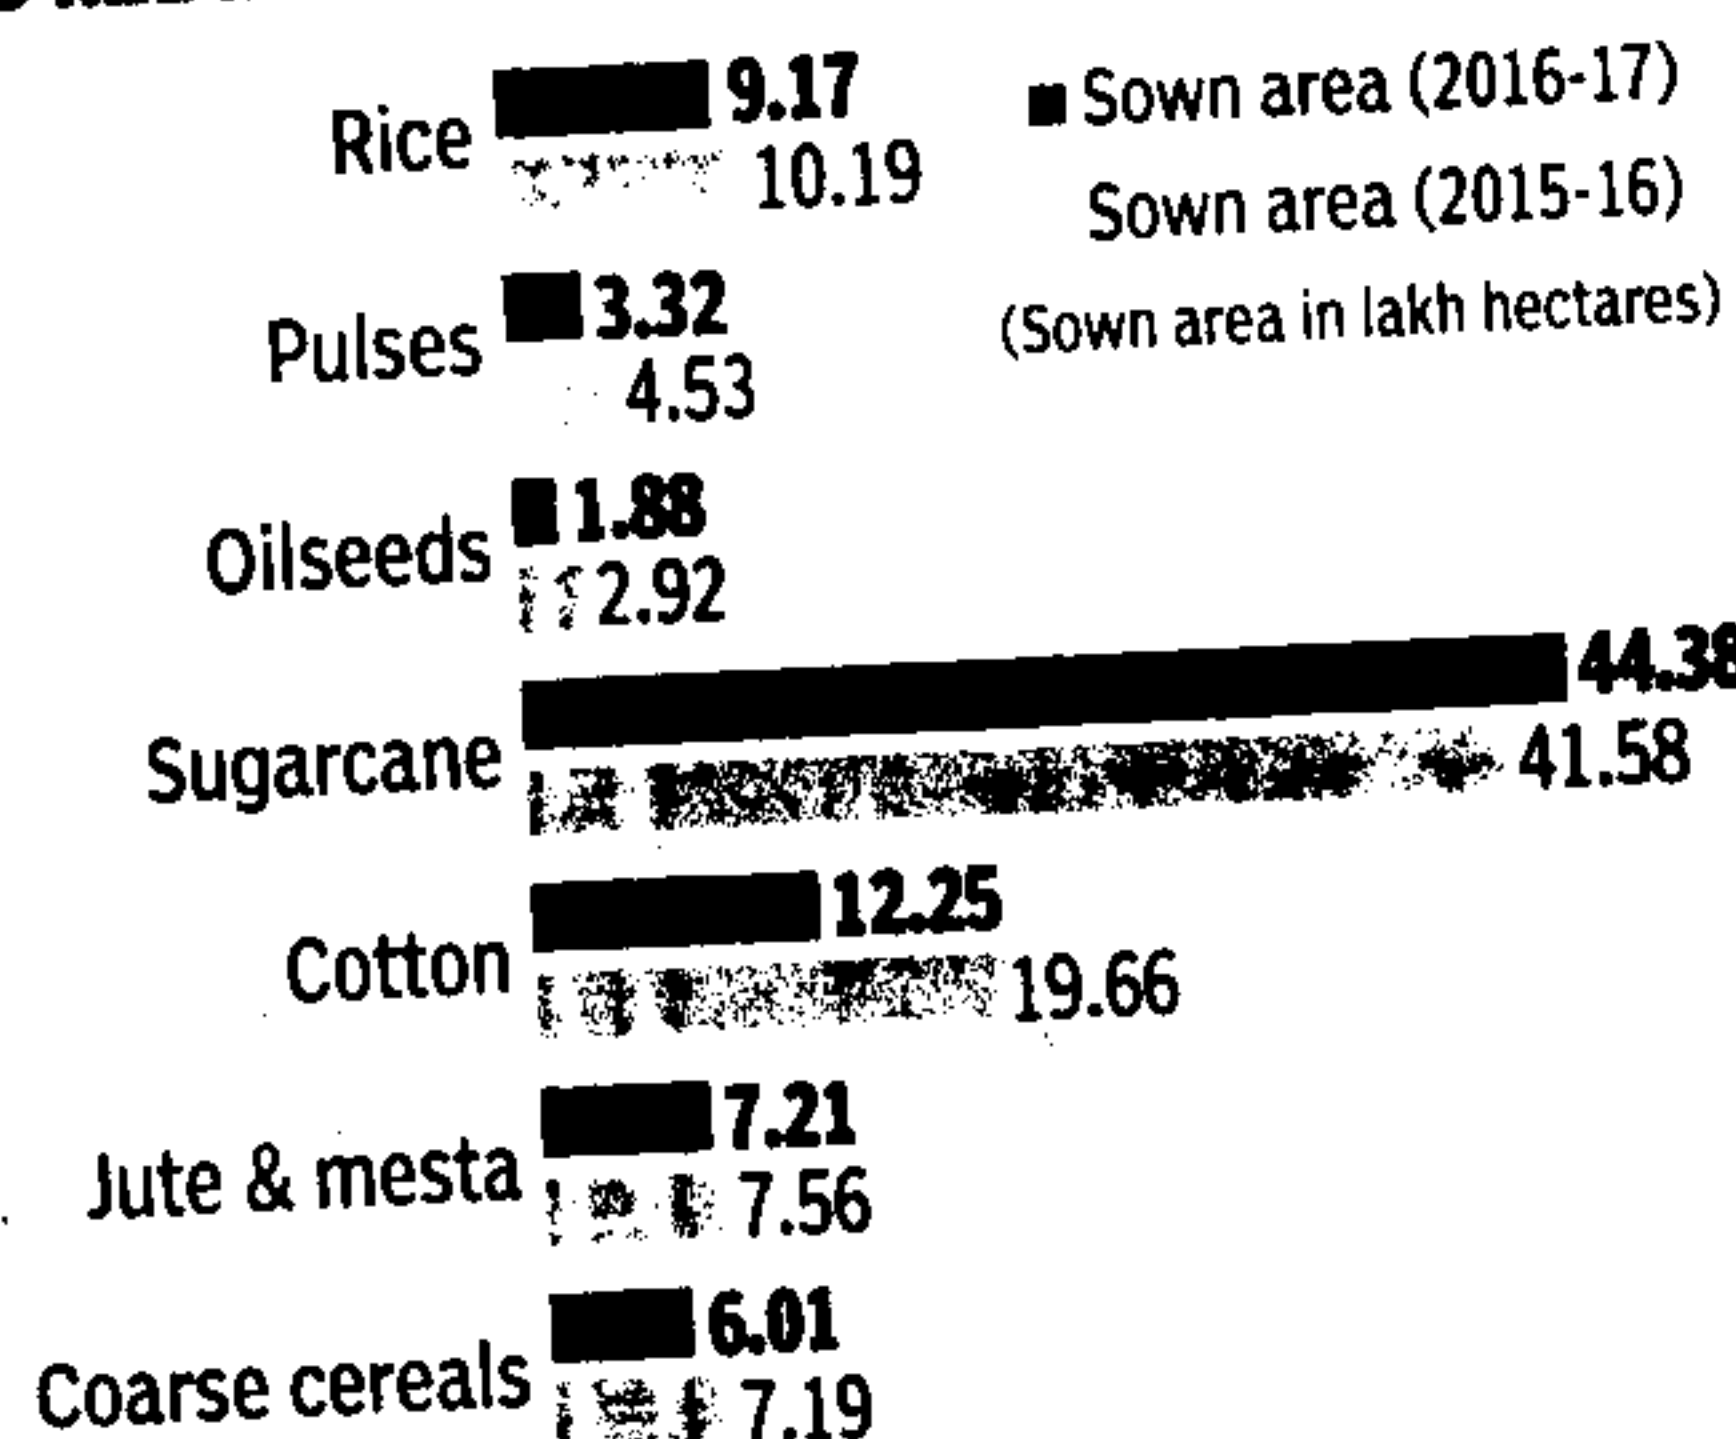 Rice 9.17
10.19
Sown area (2016-17)
Sown area (2015-16)
(Sown area in lakh hectares)
Pulses 3.32
4.53
Oilseeds 1.88
2.92
Sugarcane 44.38
41.58
Cotton 12.25
19.66
Jute & mesta 7.21
7.56
Coarse cereals 6.01
7.19